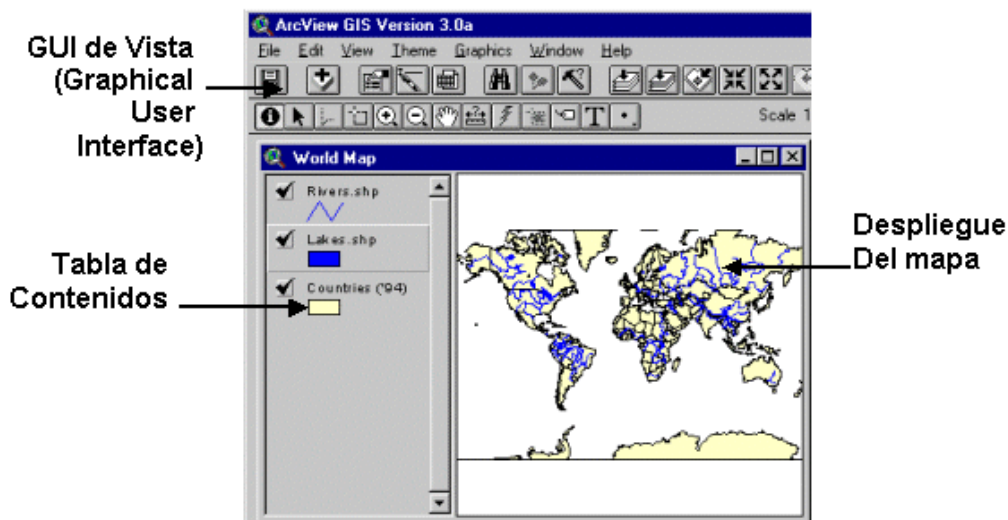 ArcView GIS Version 3.0a
File Edit View Theme Graphics Window Help
GUI de Vista
(Graphical
User
Interface)
T
Scale 1
World Map
Rivers.shp
Lakes.shp
Countries ('94)
Tabla de
Contenidos
Despliegue
Del mapa